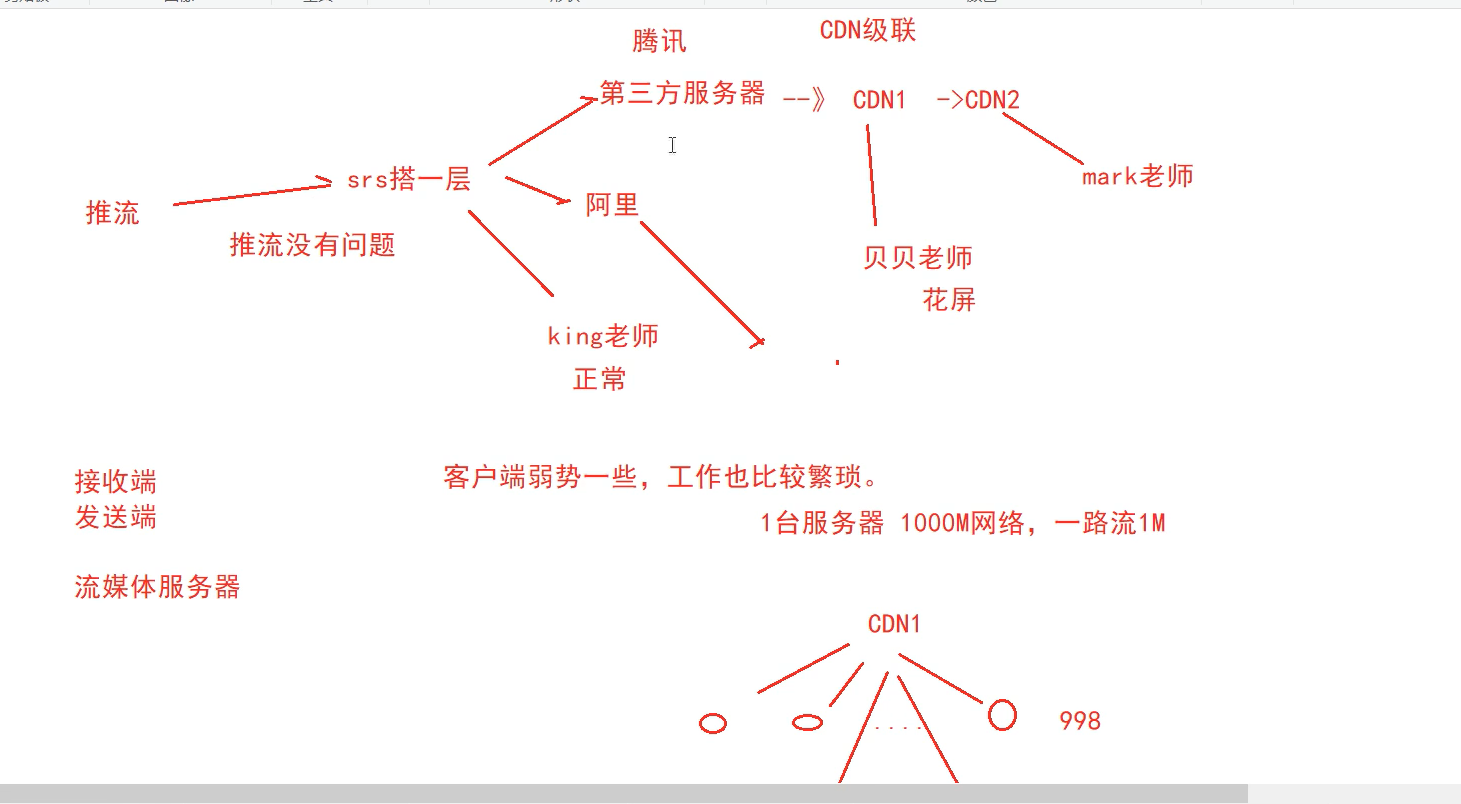 腾讯
CDN级联
第三方服务器 --》 CDN1 ->CDN2
srs搭一层
mark老师
推流
阿里
推流没有问题
贝贝老师
花屏
king老师
正常
接收端
发送端
客户端弱势一些，工作也比较繁琐。
1台服务器 1000M网络，一路流1M
流媒体服务器
CDN1
....
998